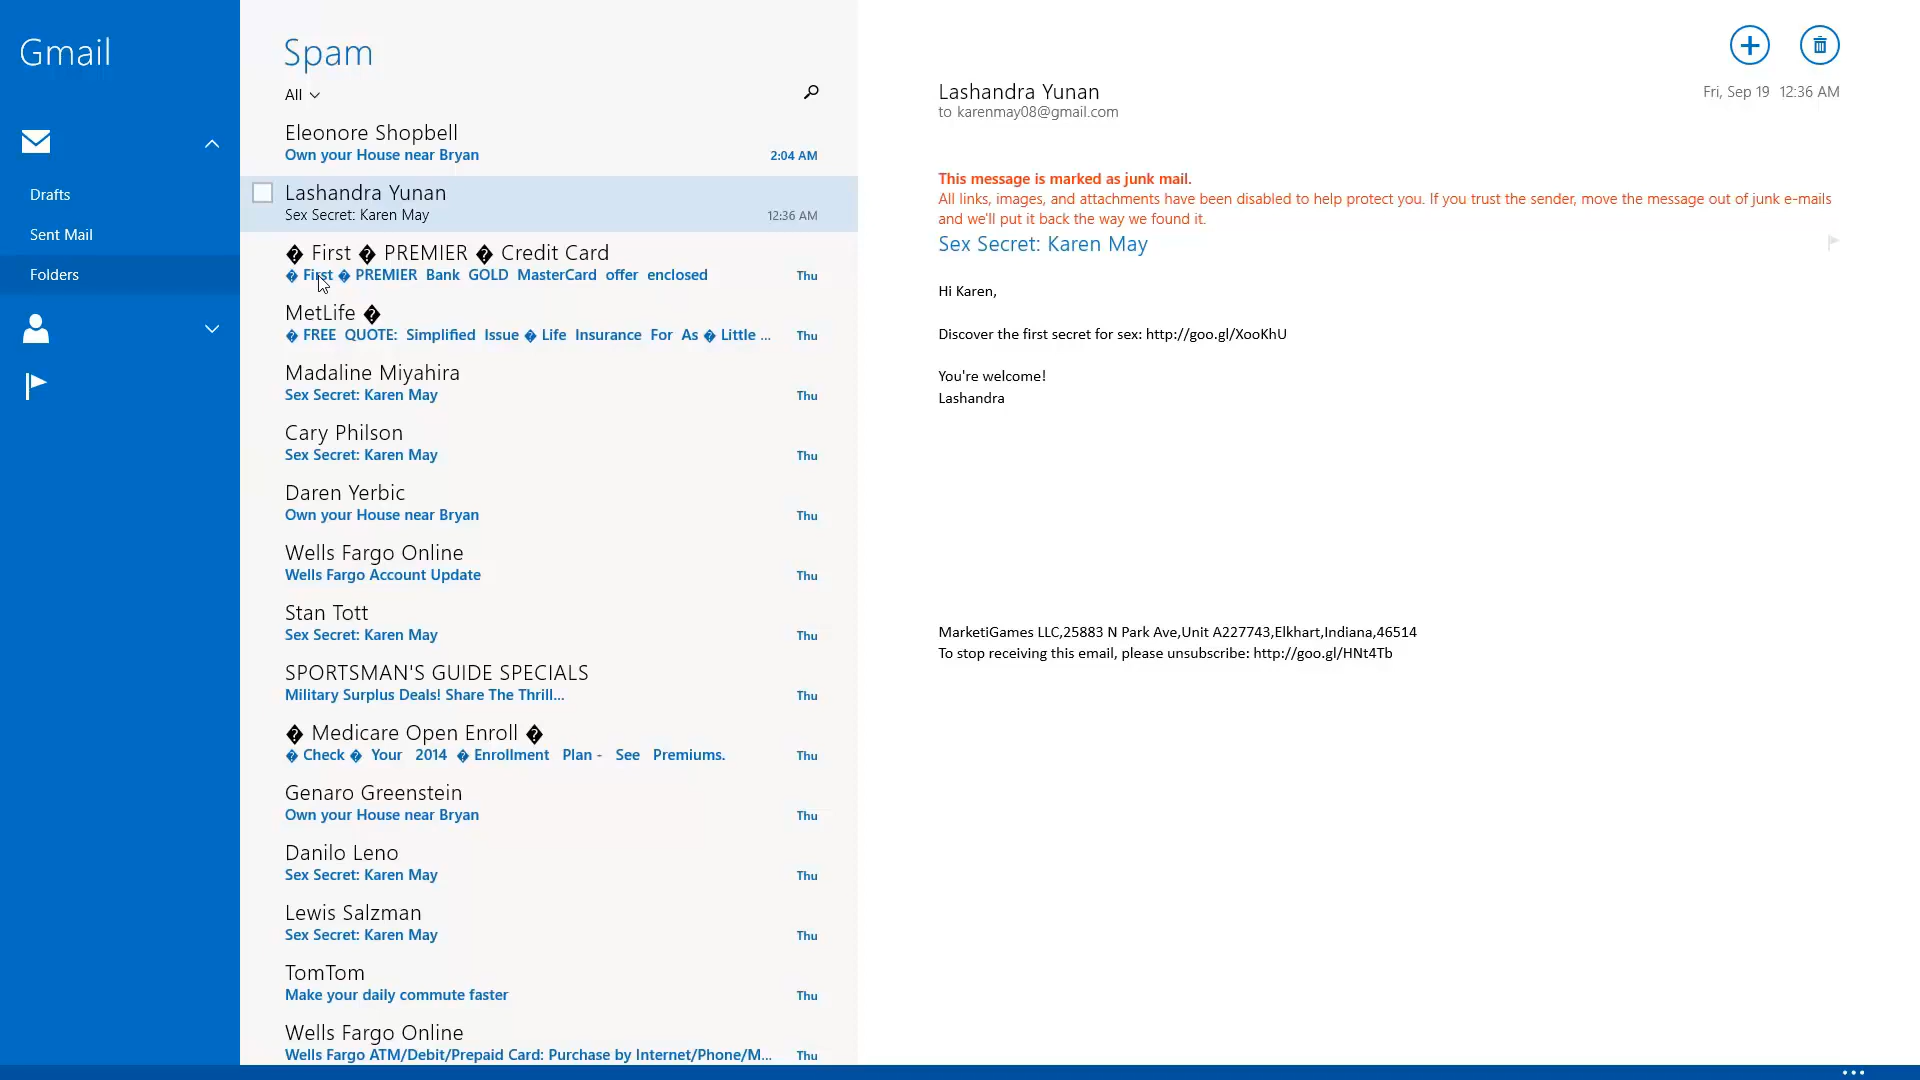 Gmail
Drafts
Sent Mail
Folders
Spam
All
Eleonore Shopbell
Own your House near Bryan 2:04 AM
Lashandra Yunan
Sex Secret: Karen May 12:36 AM
� First � PREMIER � Credit Card
� First � PREMIER Bank GOLD MasterCard offer enclosed Thu
MetLife �
� FREE QUOTE: Simplified Issue � Life Insurance For As � Little ... Thu
Madaline Miyahira
Sex Secret: Karen May Thu
Cary Philson
Sex Secret: Karen May Thu
Daren Yerbic
Own your House near Bryan Thu
Wells Fargo Online
Wells Fargo Account Update Thu
Stan Tott
Sex Secret: Karen May Thu
SPORTSMAN'S GUIDE SPECIALS
Military Surplus Deals! Share The Thrill... Thu
� Medicare Open Enroll �
� Check � Your 2014 � Enrollment Plan - See Premiums. Thu
Genaro Greenstein
Own your House near Bryan Thu
Danilo Leno
Sex Secret: Karen May Thu
Lewis Salzman
Sex Secret: Karen May Thu
TomTom
Make your daily commute faster Thu
Wells Fargo Online
Wells Fargo ATM/Debit/Prepaid Card: Purchase by Internet/Phone/M... Thu
Lashandra Yunan Fri, Sep 19 12:36 AM
to karenmay08@gmail.com
This message is marked as junk mail.
All links, images, and attachments have been disabled to help protect you. If you trust the sender, move the message out of junk e-mails
and we'll put it back the way we found it.
Sex Secret: Karen May
Hi Karen,
Discover the first secret for sex: http://goo.gl/XooKhU
You're welcome!
Lashandra
MarketiGames LLC,25883 N Park Ave,Unit A227743,Elkhart,Indiana,46514
To stop receiving this email, please unsubscribe: http://goo.gl/HNt4Tb